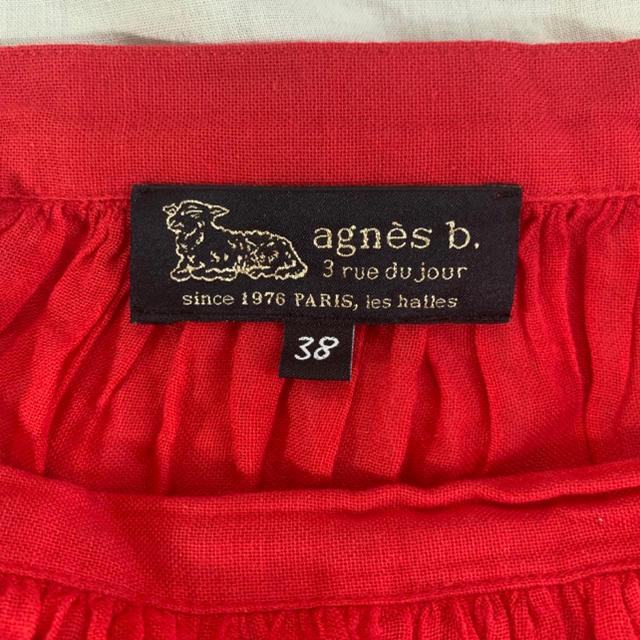 agnès b.
3 rue du jour
since 1976 PARIS, les halles
38